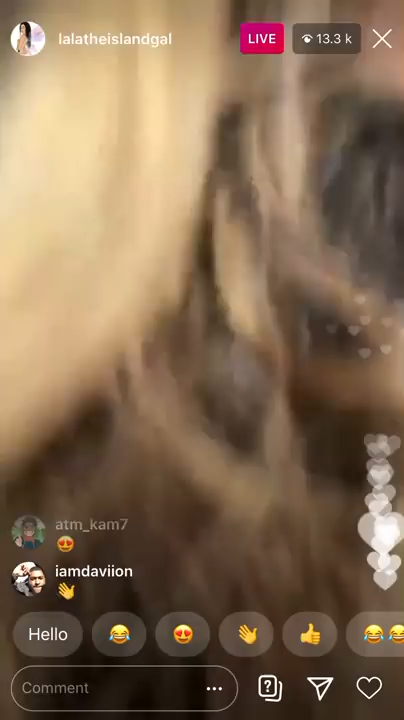 lalatheislandgal LIVE 13.3 k
atm_kam7
😍
iamdaviion
👋
Hello 😂 😍 👋 👍 😂😂
Comment